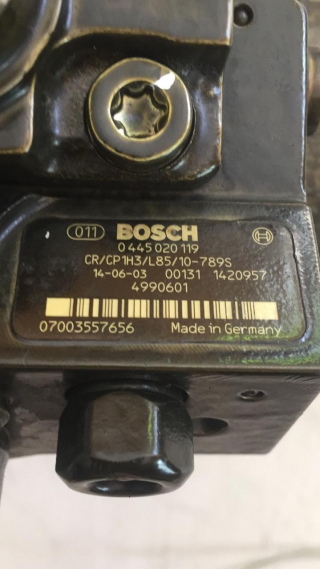 011 BOSCH
0 445 020 119
CR/CP1H3/L85/10-789S
14-06-03 00131 1420957
4990601
07003557656 Made in Germany